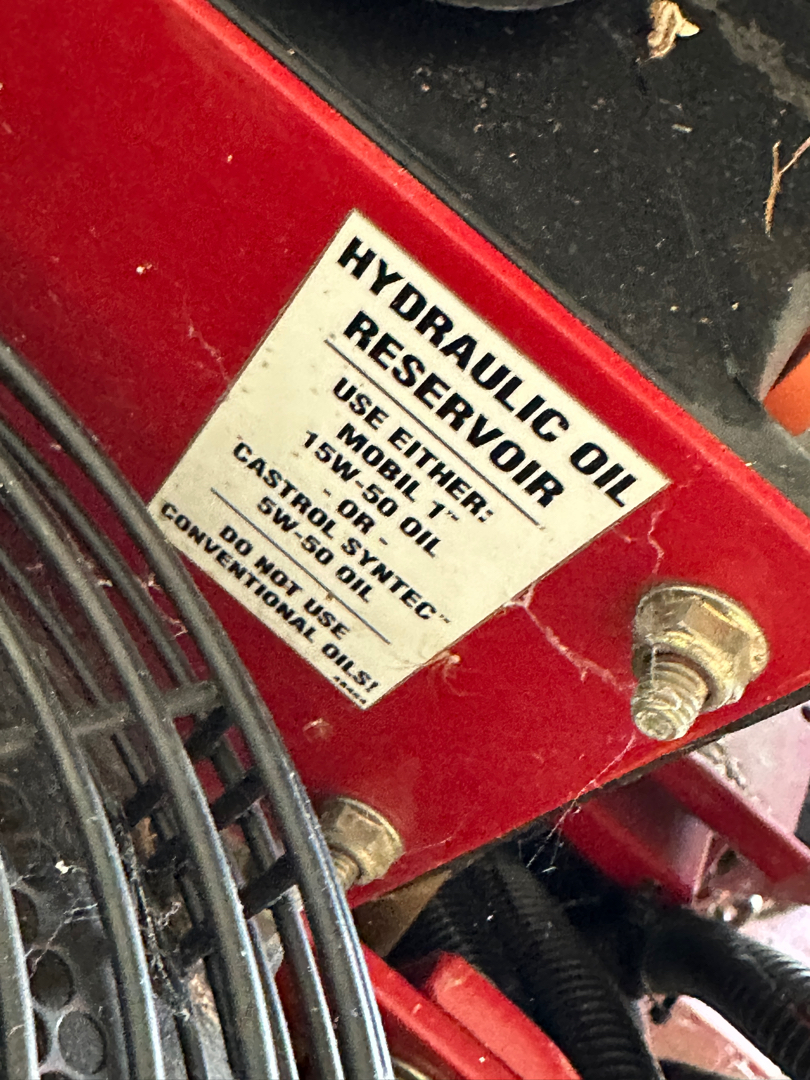 HYDRAULIC OIL
RESERVOIR
USE EITHER:
MOBIL 1™
15W-50 OIL
- OR -
CASTROL SYNTEC™
5W-50 OIL
DO NOT USE
CONVENTIONAL OILS!